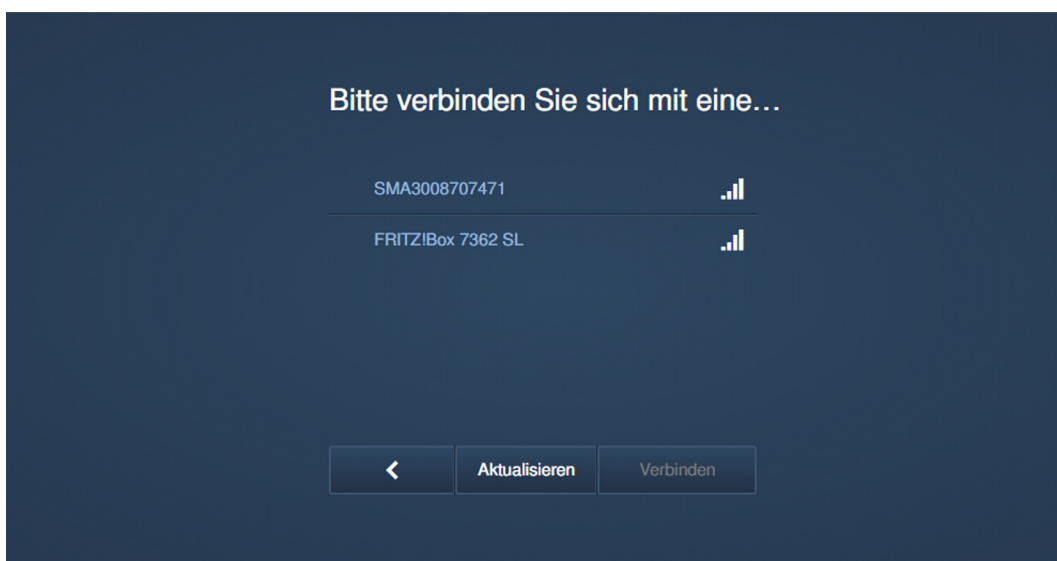 Bitte verbinden Sie sich mit eine...
SMA3008707471
FRITZ!Box 7362 SL
Aktualisieren
Verbinden